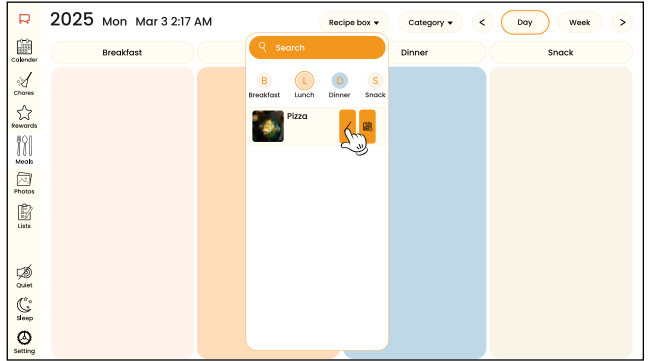 2025 Mon Mar 3 2:17 AM
Recipe box ▾
Category ▾
<
Day
Week
>
Calender
Chores
Rewards
Meals
Photos
Lists
Quiet
Sleep
Setting
Breakfast
Dinner
Snack
Search
B
L
D
S
Breakfast
Lunch
Dinner
Snack
Pizza